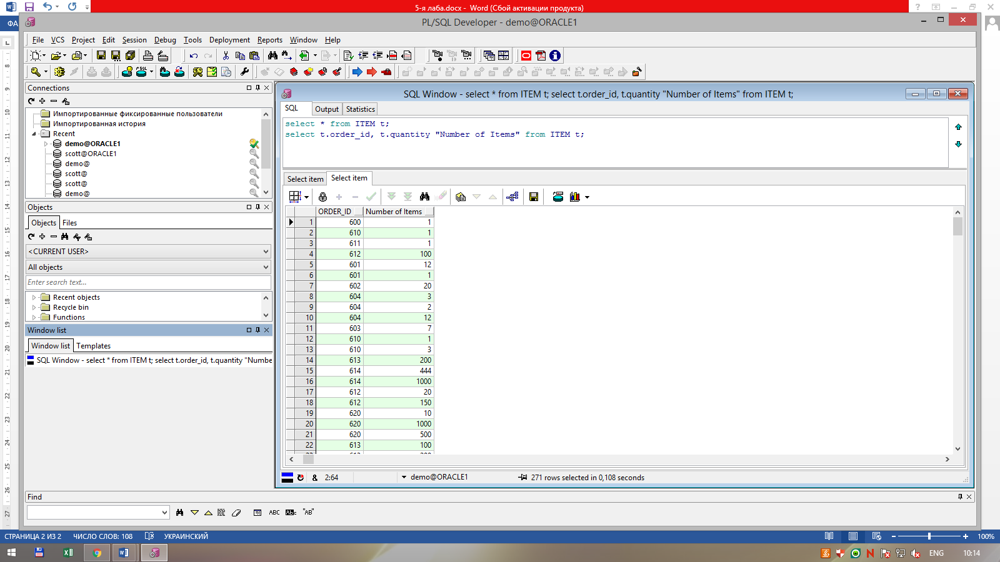 5-я лаба.docx - Word (Сбой активации продукта)
ФА
PL/SQL Developer - demo@ORACLE1
File VCS Project Edit Session Debug Tools Deployment Reports Window Help
Connections
Импортированные фиксированные пользователи
Импортированная история
Recent
demo@ORACLE1
scott@ORACLE1
demo@
scott@
scott@
demo@
Objects
Objects Files
<CURRENT USER>
All objects
Enter search text...
Recent objects
Recycle bin
Functions
Window list
Window list Templates
SQL Window - select * from ITEM t; select t.order_id, t.quantity "Numbe
SQL Window - select * from ITEM t; select t.order_id, t.quantity "Number of Items" from ITEM t;
SQL Output Statistics
select * from ITEM t;
select t.order_id, t.quantity "Number of Items" from ITEM t;
Select item Select item
ORDER_ID Number of Items
1 600 1
2 610 1
3 611 1
4 612 100
5 601 12
6 601 1
7 602 20
8 604 3
9 604 2
10 604 12
11 603 7
12 610 1
13 610 3
14 613 200
15 614 444
16 614 1000
17 612 20
18 612 150
19 620 10
20 620 1000
21 620 500
22 613 100
& 2:64 demo@ORACLE1 271 rows selected in 0,108 seconds
Find
ABC "AB"
СТРАНИЦА 2 ИЗ 2 ЧИСЛО СЛОВ: 108 УКРАИНСКИЙ 100%
ENG 10:14